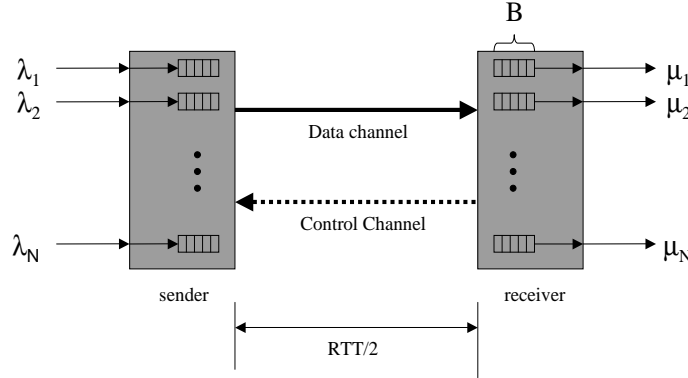 B
λ1 μ1
λ2 μ2
Data channel
Control Channel
λN μN
sender receiver
RTT/2